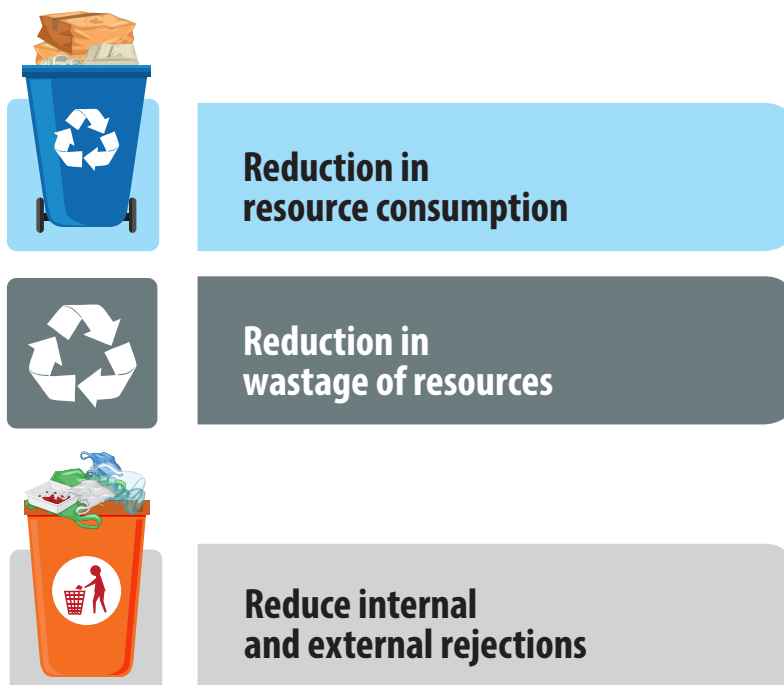 Reduction in
resource consumption
Reduction in
wastage of resources
Reduce internal
and external rejections